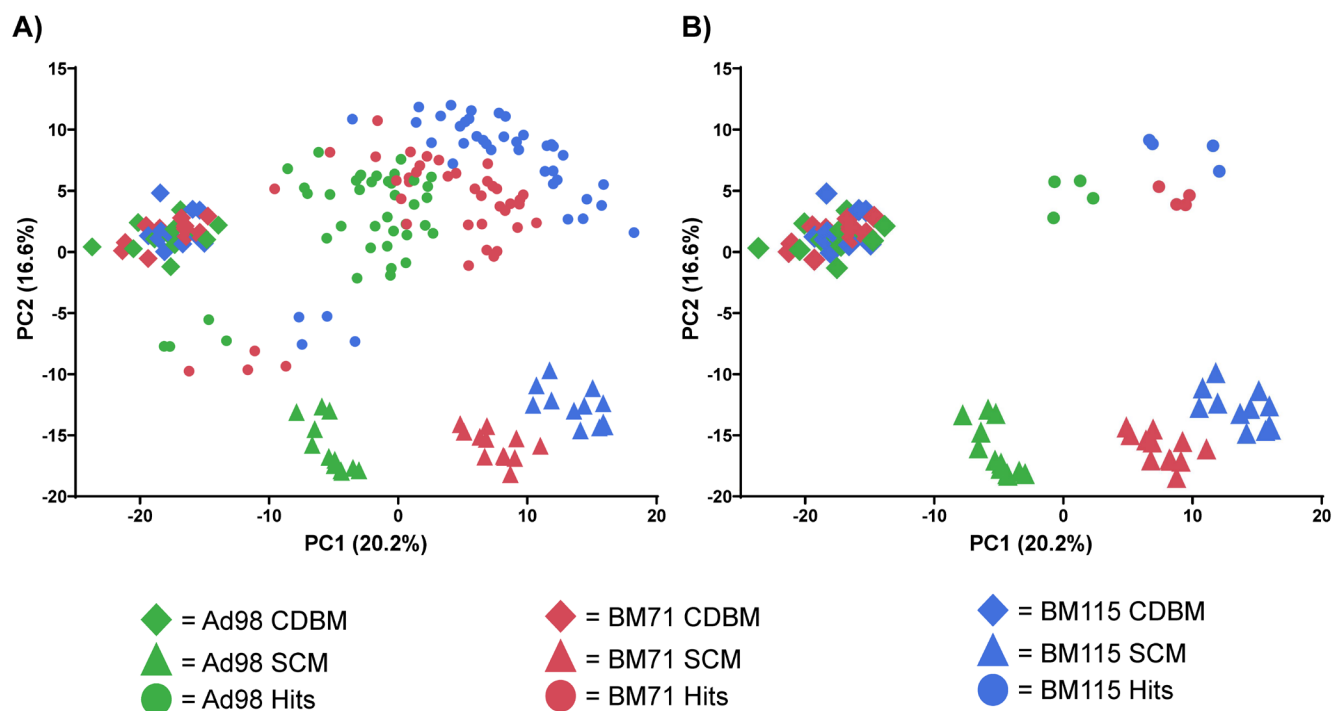 A)
B)
15
10
5
0
-5
-10
-15
-20
PC2 (16.6%)
-20
-10
0
10
20
PC1 (20.2%)
15
10
5
0
-5
-10
-15
-20
PC2 (16.6%)
-20
-10
0
10
20
PC1 (20.2%)
= Ad98 CDBM
= BM71 CDBM
= BM115 CDBM
= Ad98 SCM
= BM71 SCM
= BM115 SCM
= Ad98 Hits
= BM71 Hits
= BM115 Hits